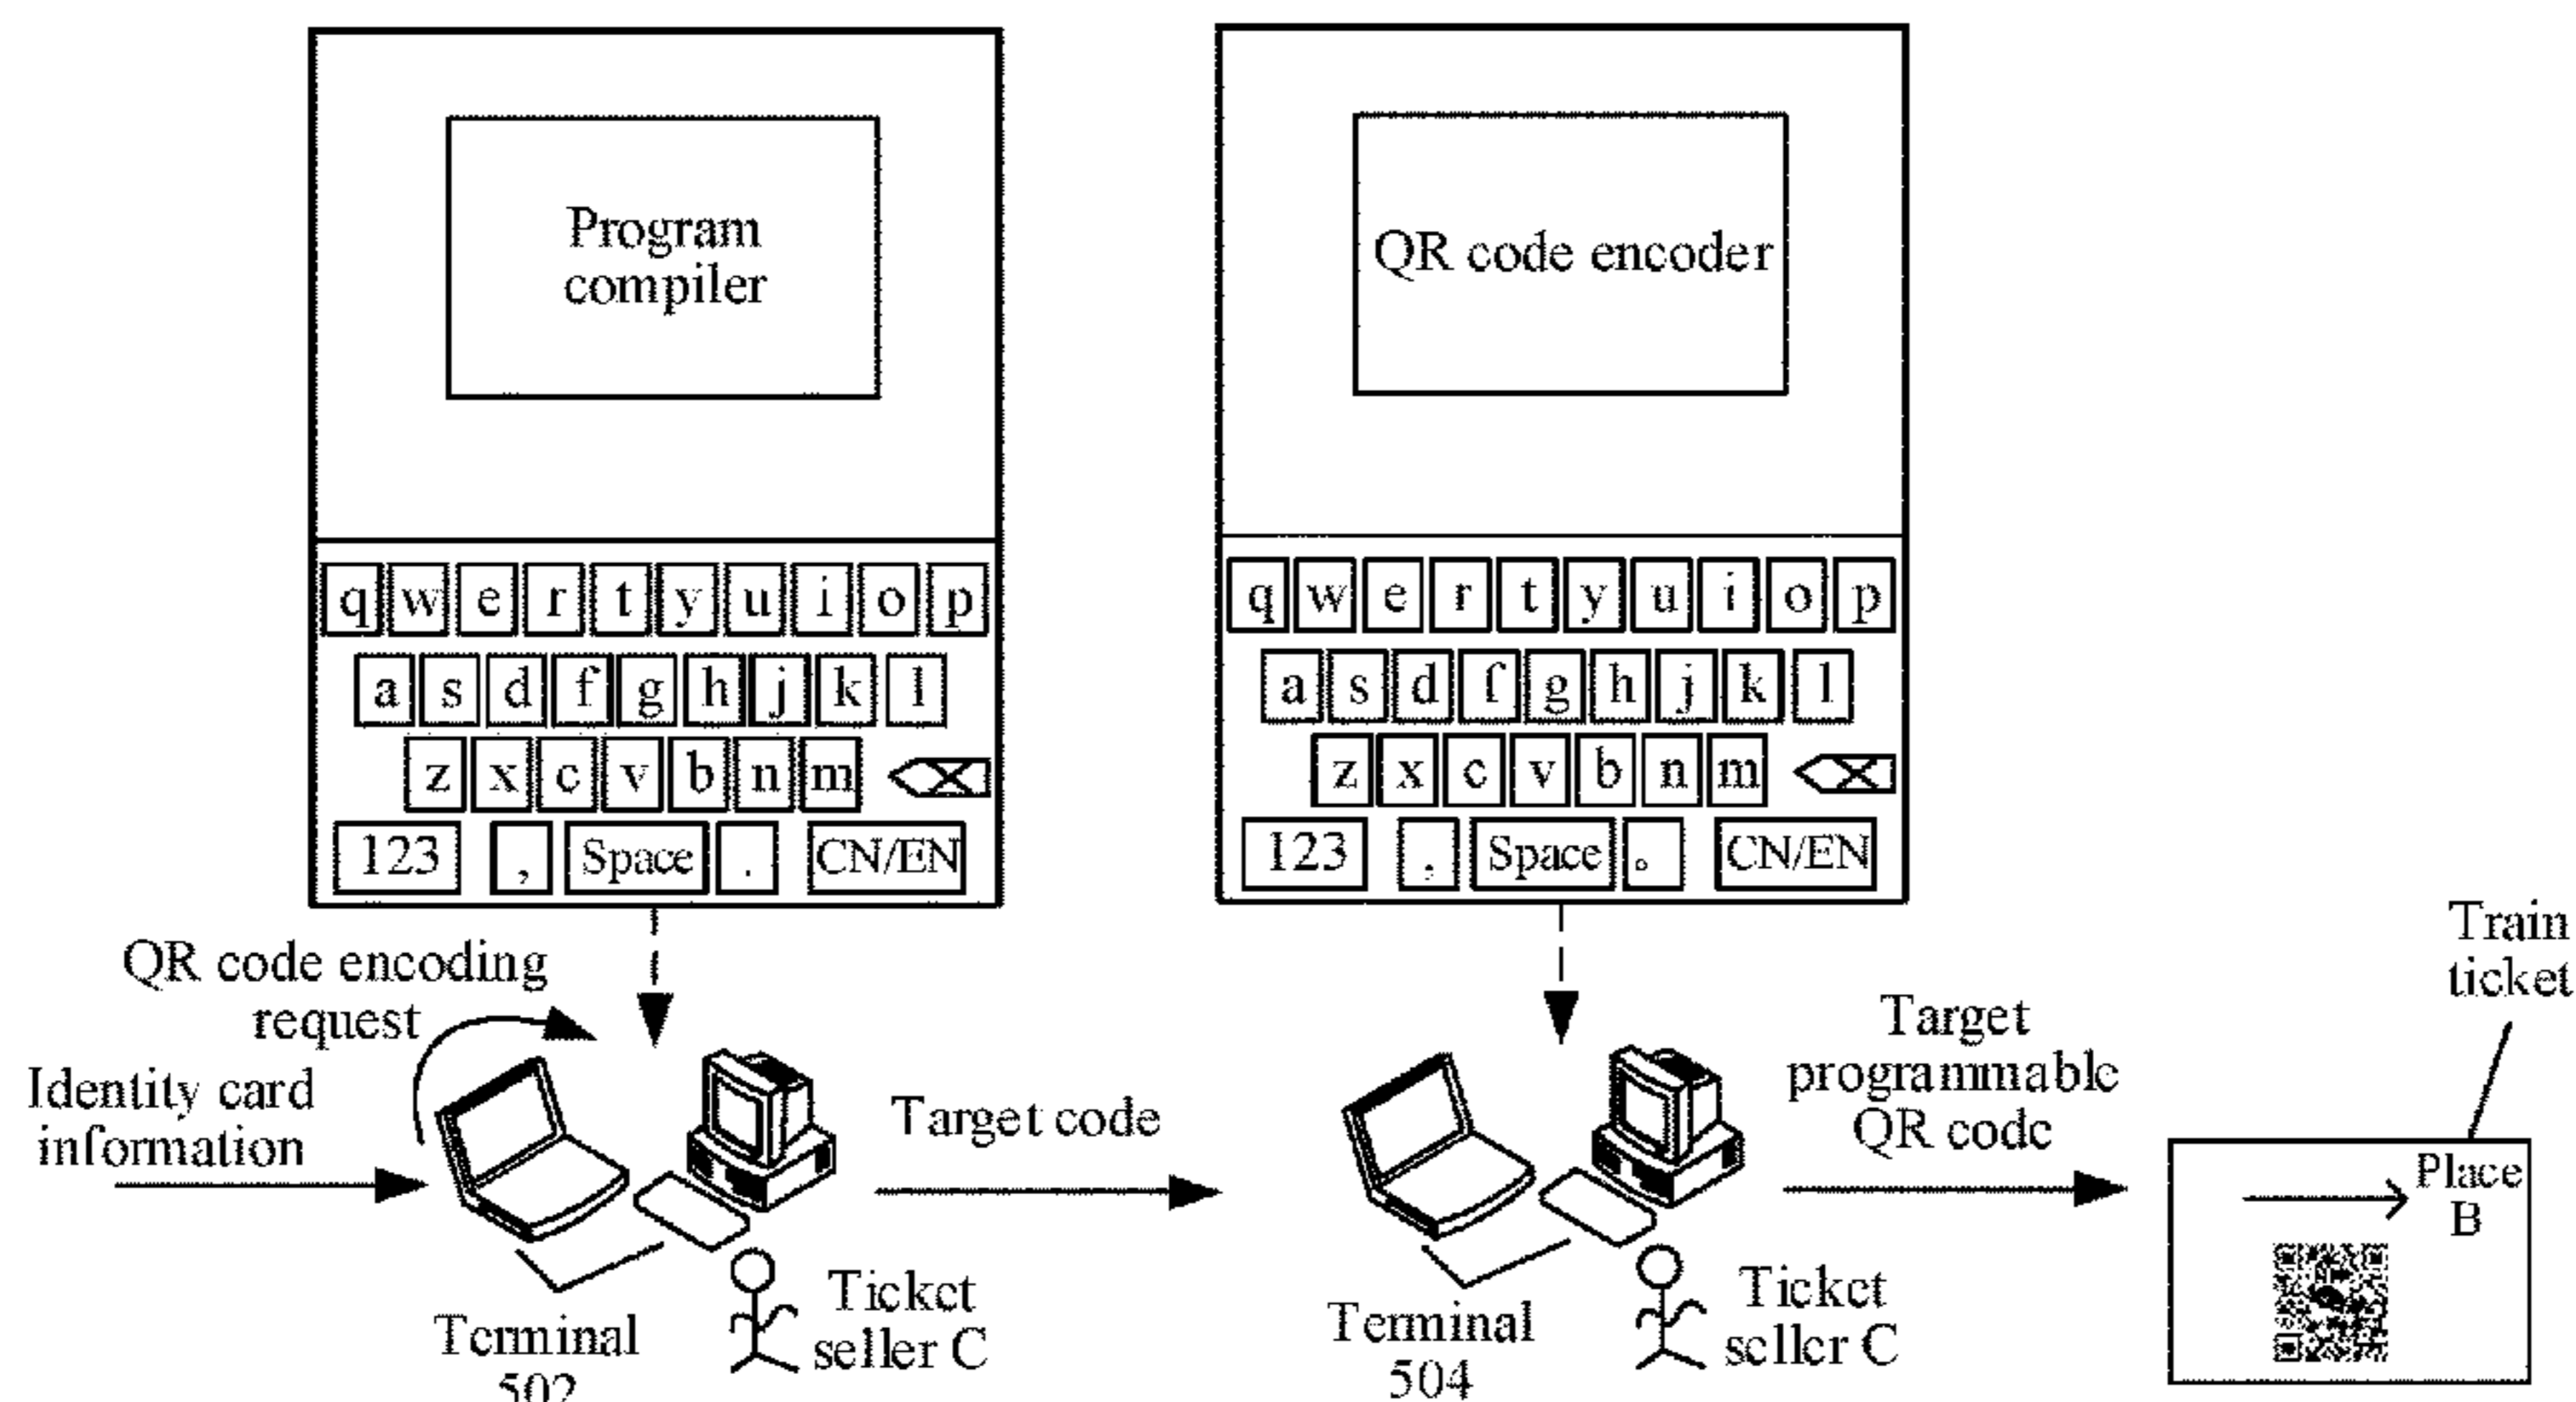 Program
compiler
q w e r t y u i o p
a s d f g h j k l
z x c v b n m
123 , Space . CN/EN
QR code encoder
q w e r t y u i o p
a s d f g h j k l
z x c v b n m
123 , Space 。 CN/EN
QR code encoding
request
Identity card
information
Terminal
502
Ticket
seller C
Target code
Terminal
504
Ticket
seller C
Target
programmable
QR code
Train
ticket
Place
B